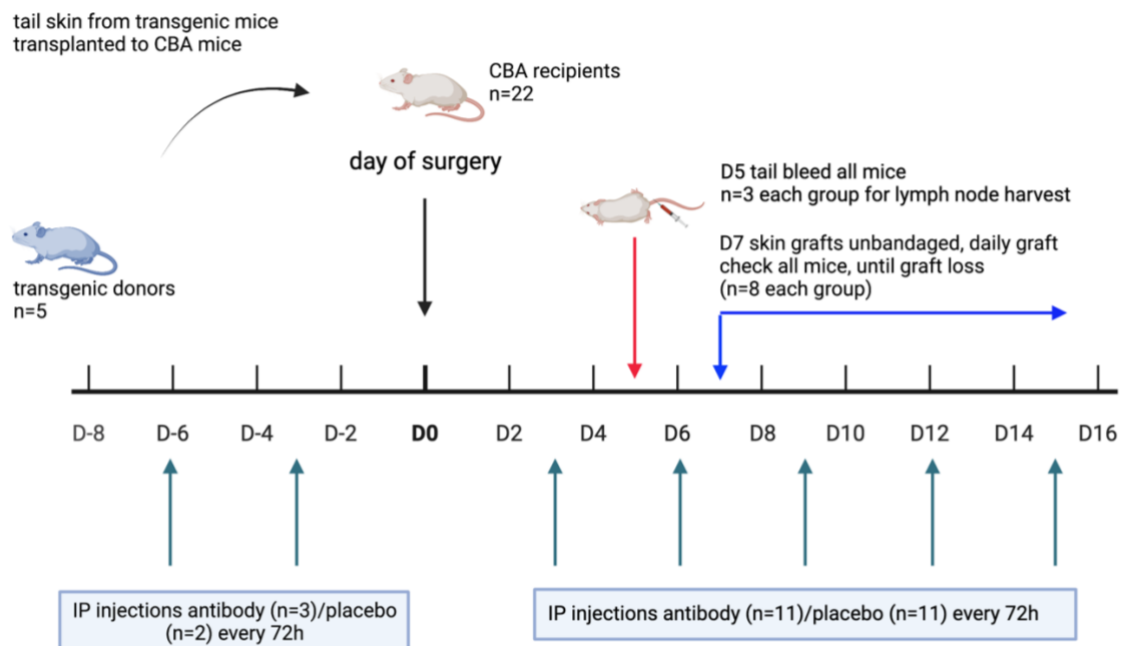 tail skin from transgenic mice
transplanted to CBA mice
CBA recipients
n=22
day of surgery
D5 tail bleed all mice
n=3 each group for lymph node harvest
D7 skin grafts unbandaged, daily graft
check all mice, until graft loss
(n=8 each group)
transgenic donors
n=5
D-8 D-6 D-4 D-2 D0 D2 D4 D6 D8 D10 D12 D14 D16
IP injections antibody (n=3)/placebo
(n=2) every 72h
IP injections antibody (n=11)/placebo (n=11) every 72h